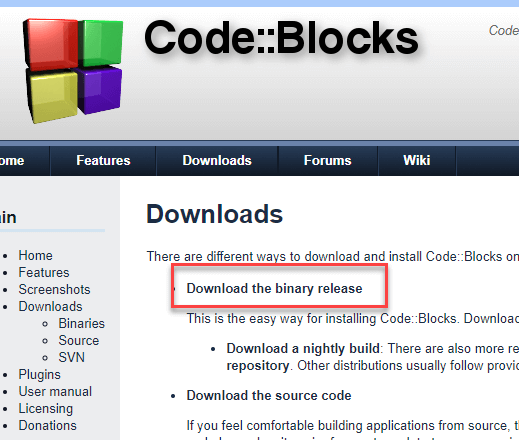 Code::Blocks
Code
ome
Features
Downloads
Forums
Wiki
ain
Home
Features
Screenshots
Downloads
Binaries
Source
SVN
Plugins
User manual
Licensing
Donations
Downloads
There are different ways to download and install Code::Blocks on
Download the binary release
This is the easy way for installing Code::Blocks. Download
Download a nightly build: There are also more re
repository. Other distributions usually follow provid
Download the source code
If you feel comfortable building applications from source, t